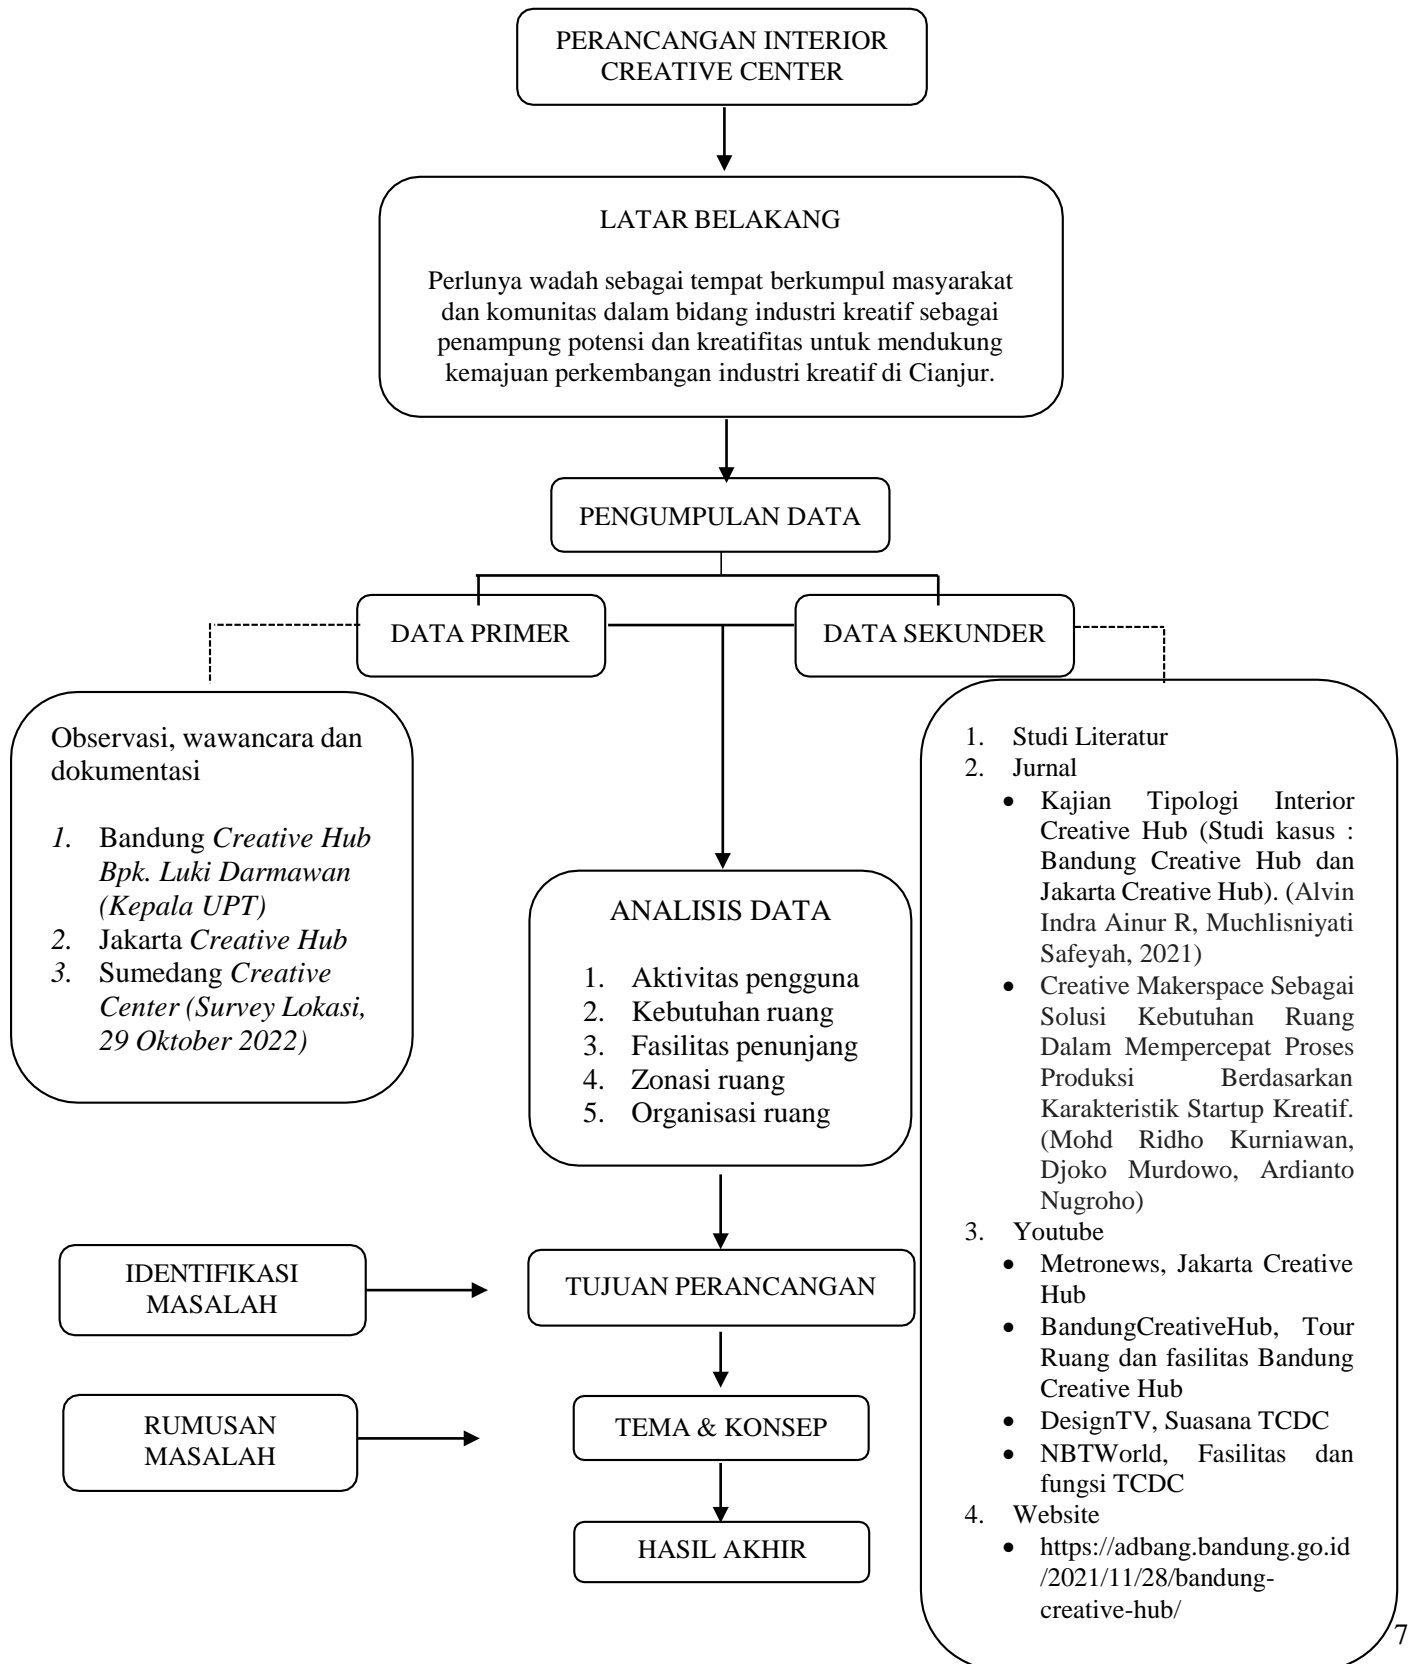 PERANCANGAN INTERIOR
CREATIVE CENTER
LATAR BELAKANG
Perlunya wadah sebagai tempat berkumpul masyarakat
dan komunitas dalam bidang industri kreatif sebagai
penampung potensi dan kreatifitas untuk mendukung
kemajuan perkembangan industri kreatif di Cianjur.
PENGUMPULAN DATA
DATA PRIMER
DATA SEKUNDER
Observasi, wawancara dan
dokumentasi
1. Bandung Creative Hub
Bpk. Luki Darmawan
(Kepala UPT)
2. Jakarta Creative Hub
3. Sumedang Creative
Center (Survey Lokasi,
29 Oktober 2022)
ANALISIS DATA
1. Aktivitas pengguna
2. Kebutuhan ruang
3. Fasilitas penunjang
4. Zonasi ruang
5. Organisasi ruang
1. Studi Literatur
2. Jurnal
• Kajian Tipologi Interior
Creative Hub (Studi kasus :
Bandung Creative Hub dan
Jakarta Creative Hub). (Alvin
Indra Ainur R, Muchlisniyati
Safeyah, 2021)
• Creative Makerspace Sebagai
Solusi Kebutuhan Ruang
Dalam Mempercepat Proses
Produksi Berdasarkan
Karakteristik Startup Kreatif.
(Mohd Ridho Kurniawan,
Djoko Murdowo, Ardianto
Nugroho)
3. Youtube
• Metronews, Jakarta Creative
Hub
• BandungCreativeHub, Tour
Ruang dan fasilitas Bandung
Creative Hub
• DesignTV, Suasana TCDC
• NBTWorld, Fasilitas dan
fungsi TCDC
4. Website
• https://adbang.bandung.go.id
/2021/11/28/bandung-
creative-hub/
IDENTIFIKASI
MASALAH
TUJUAN PERANCANGAN
RUMUSAN
MASALAH
TEMA & KONSEP
HASIL AKHIR
7